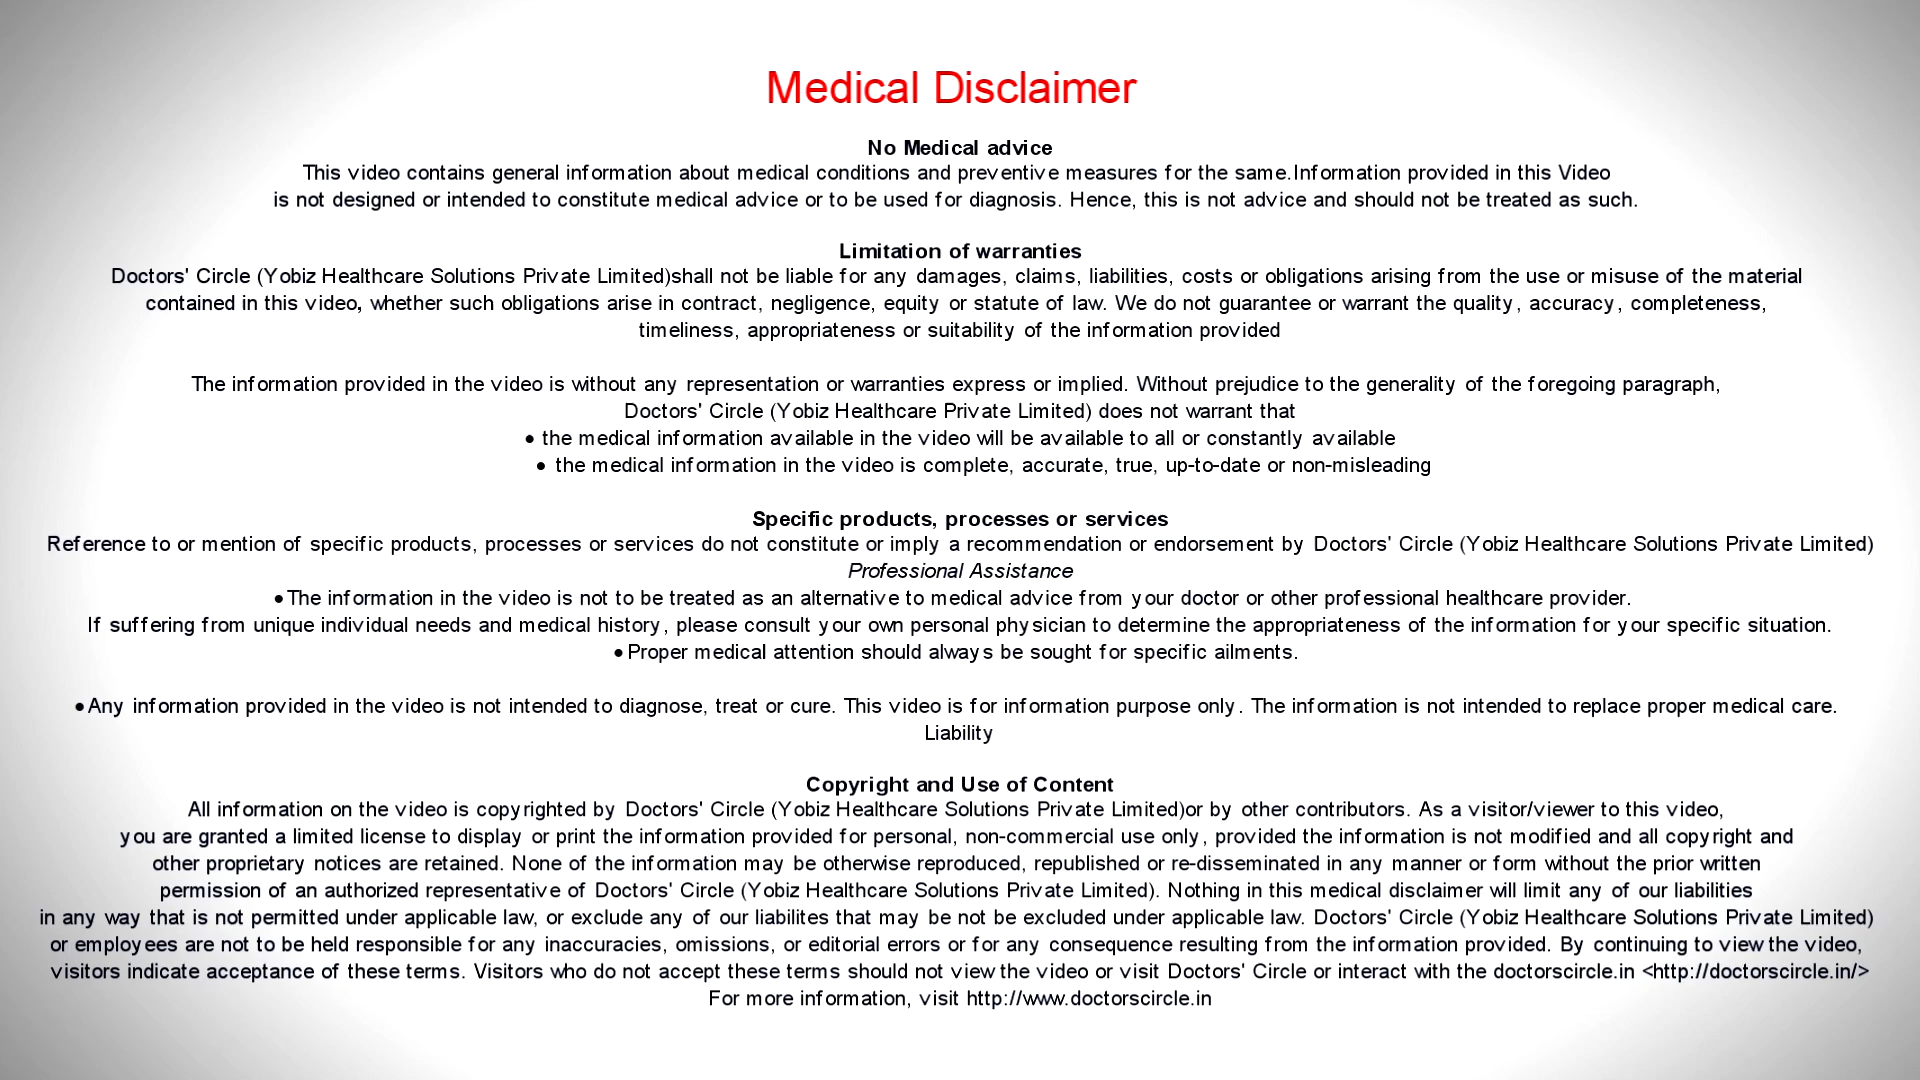 Medical Disclaimer
No Medical advice
This video contains general information about medical conditions and preventive measures for the same.Information provided in this Video
is not designed or intended to constitute medical advice or to be used for diagnosis. Hence, this is not advice and should not be treated as such.
Limitation of warranties
Doctors' Circle (Yobiz Healthcare Solutions Private Limited)shall not be liable for any damages, claims, liabilities, costs or obligations arising from the use or misuse of the material
contained in this video, whether such obligations arise in contract, negligence, equity or statute of law. We do not guarantee or warrant the quality, accuracy, completeness,
timeliness, appropriateness or suitability of the information provided
The information provided in the video is without any representation or warranties express or implied. Without prejudice to the generality of the foregoing paragraph,
Doctors' Circle (Yobiz Healthcare Private Limited) does not warrant that
• the medical information available in the video will be available to all or constantly available
• the medical information in the video is complete, accurate, true, up-to-date or non-misleading
Specific products, processes or services
Reference to or mention of specific products, processes or services do not constitute or imply a recommendation or endorsement by Doctors' Circle (Yobiz Healthcare Solutions Private Limited)
Professional Assistance
•The information in the video is not to be treated as an alternative to medical advice from your doctor or other professional healthcare provider.
If suffering from unique individual needs and medical history, please consult your own personal physician to determine the appropriateness of the information for your specific situation.
•Proper medical attention should always be sought for specific ailments.
•Any information provided in the video is not intended to diagnose, treat or cure. This video is for information purpose only. The information is not intended to replace proper medical care.
Liability
Copyright and Use of Content
All information on the video is copyrighted by Doctors' Circle (Yobiz Healthcare Solutions Private Limited)or by other contributors. As a visitor/viewer to this video,
you are granted a limited license to display or print the information provided for personal, non-commercial use only, provided the information is not modified and all copyright and
other proprietary notices are retained. None of the information may be otherwise reproduced, republished or re-disseminated in any manner or form without the prior written
permission of an authorized representative of Doctors' Circle (Yobiz Healthcare Solutions Private Limited). Nothing in this medical disclaimer will limit any of our liabilities
in any way that is not permitted under applicable law, or exclude any of our liabilites that may be not be excluded under applicable law. Doctors' Circle (Yobiz Healthcare Solutions Private Limited)
or employees are not to be held responsible for any inaccuracies, omissions, or editorial errors or for any consequence resulting from the information provided. By continuing to view the video,
visitors indicate acceptance of these terms. Visitors who do not accept these terms should not view the video or visit Doctors' Circle or interact with the doctorscircle.in <http://doctorscircle.in/>
For more information, visit http://www.doctorscircle.in